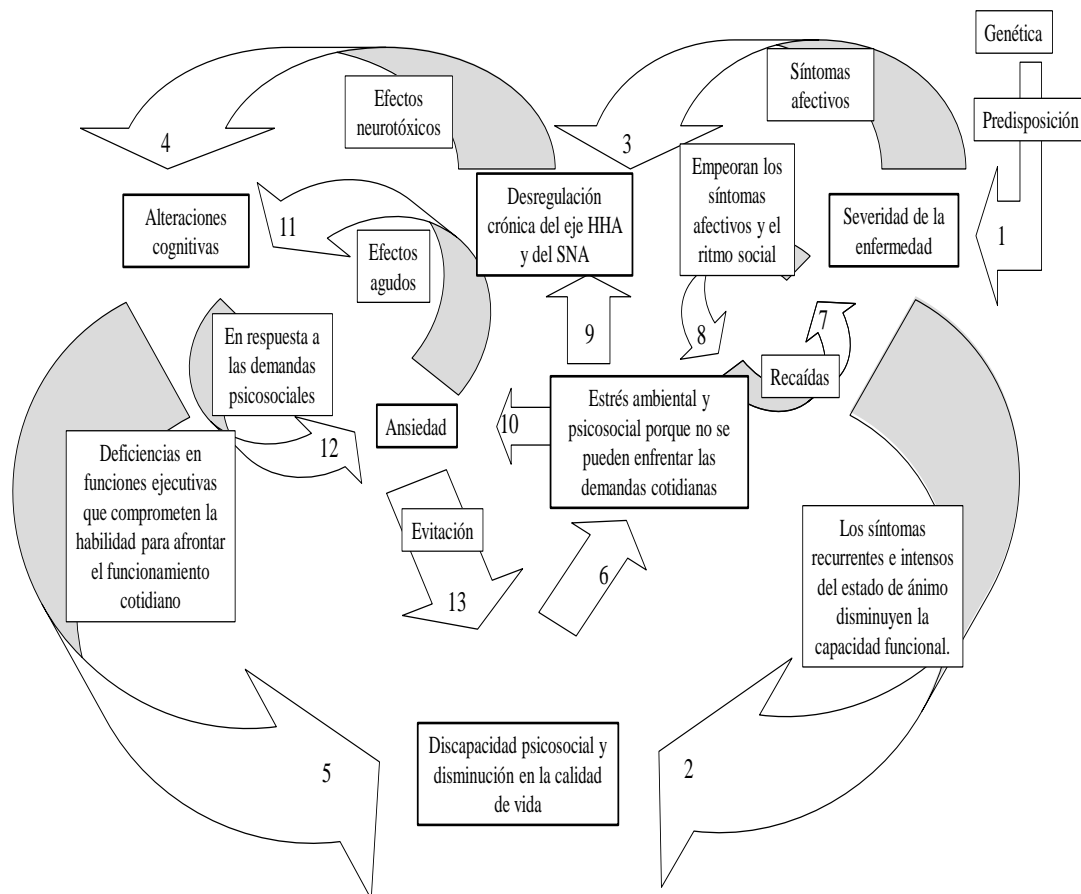 Genética
Predisposición
1
Síntomas
afectivos
3
Efectos
neurotóxicos
4
Empeoran los
síntomas
afectivos y el
ritmo social
Severidad de la
enfermedad
Desregulación
crónica del eje HHA
y del SNA
Alteraciones
cognitivas
11
Efectos
agudos
9
8
7
Recaídas
En respuesta a
las demandas
psicosociales
12
Ansiedad
10
Estrés ambiental y
psicosocial porque no se
pueden enfrentar las
demandas cotidianas
Deficiencias en
funciones ejecutivas
que comprometen la
habilidad para afrontar
el funcionamiento
cotidiano
Evitación
13
6
Los síntomas
recurrentes e intensos
del estado de ánimo
disminuyen la
capacidad funcional.
5
Discapacidad psicosocial y
disminución en la calidad
de vida
2